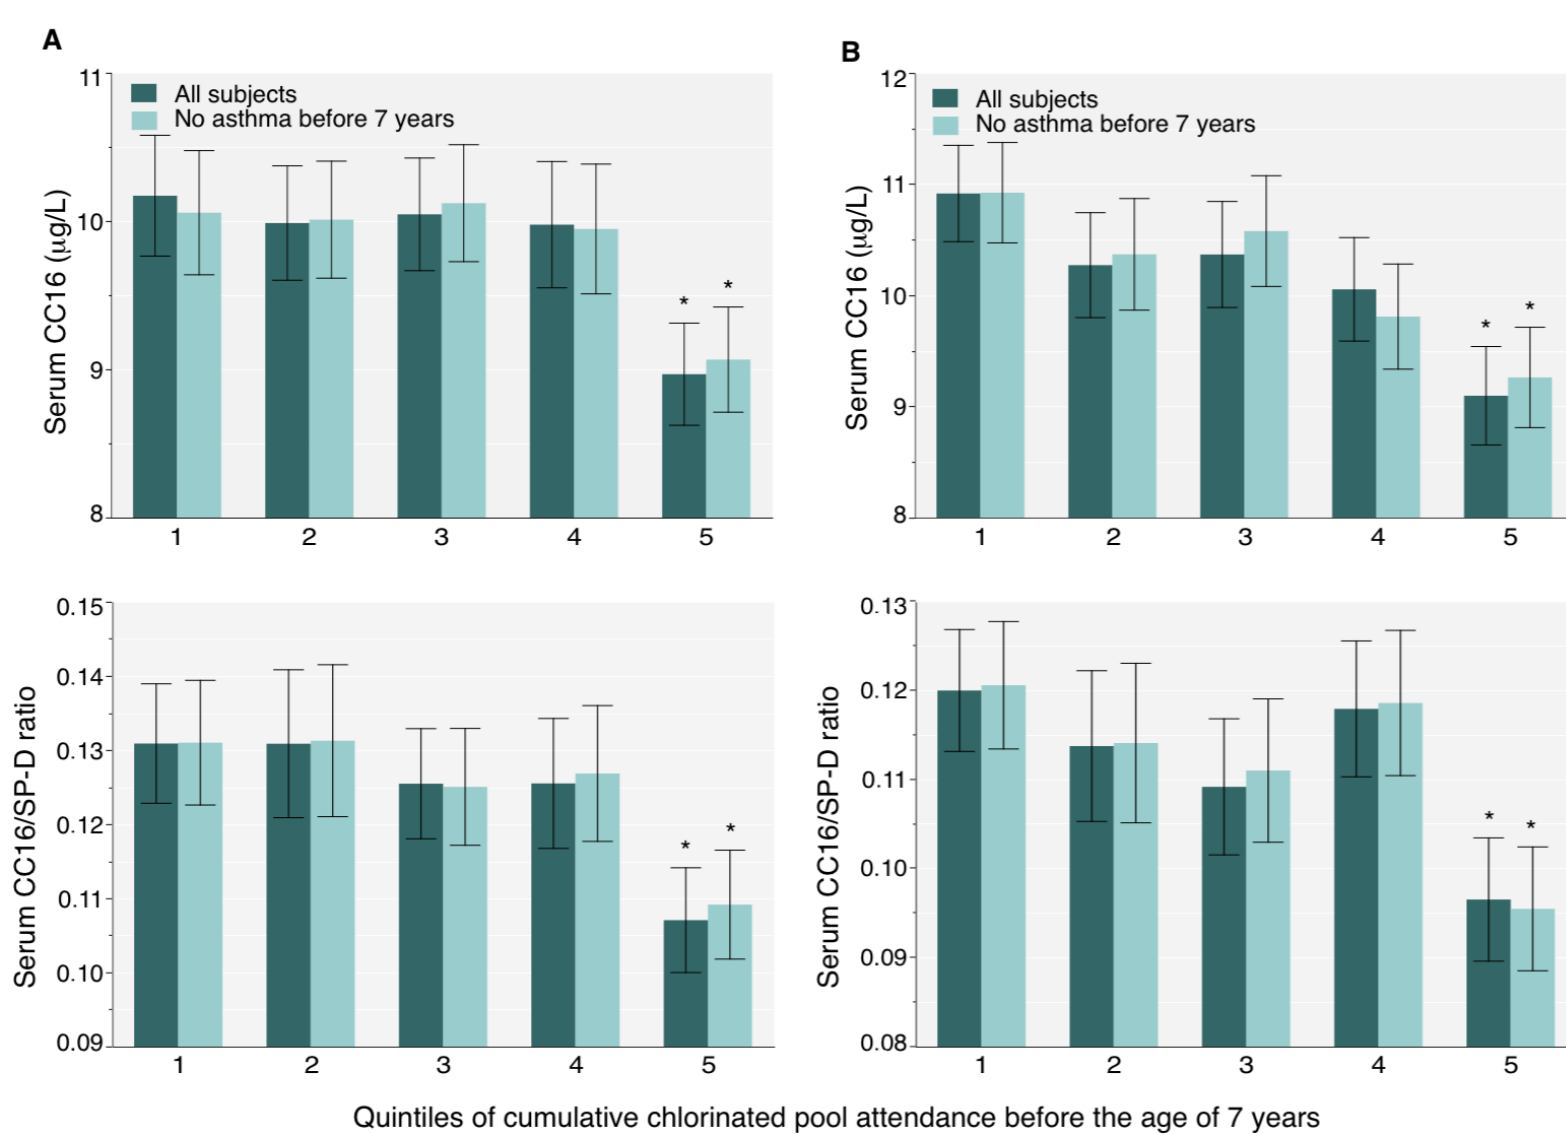 A
11
10
9
8
Serum CC16 (µg/L)
All subjects
No asthma before 7 years
* *
1 2 3 4 5
B
12
11
10
9
8
Serum CC16 (µg/L)
All subjects
No asthma before 7 years
* *
1 2 3 4 5
0.15
0.14
0.13
0.12
0.11
0.10
0.09
Serum CC16/SP-D ratio
* *
1 2 3 4 5
0.13
0.12
0.11
0.10
0.09
0.08
Serum CC16/SP-D ratio
* *
1 2 3 4 5
Quintiles of cumulative chlorinated pool attendance before the age of 7 years